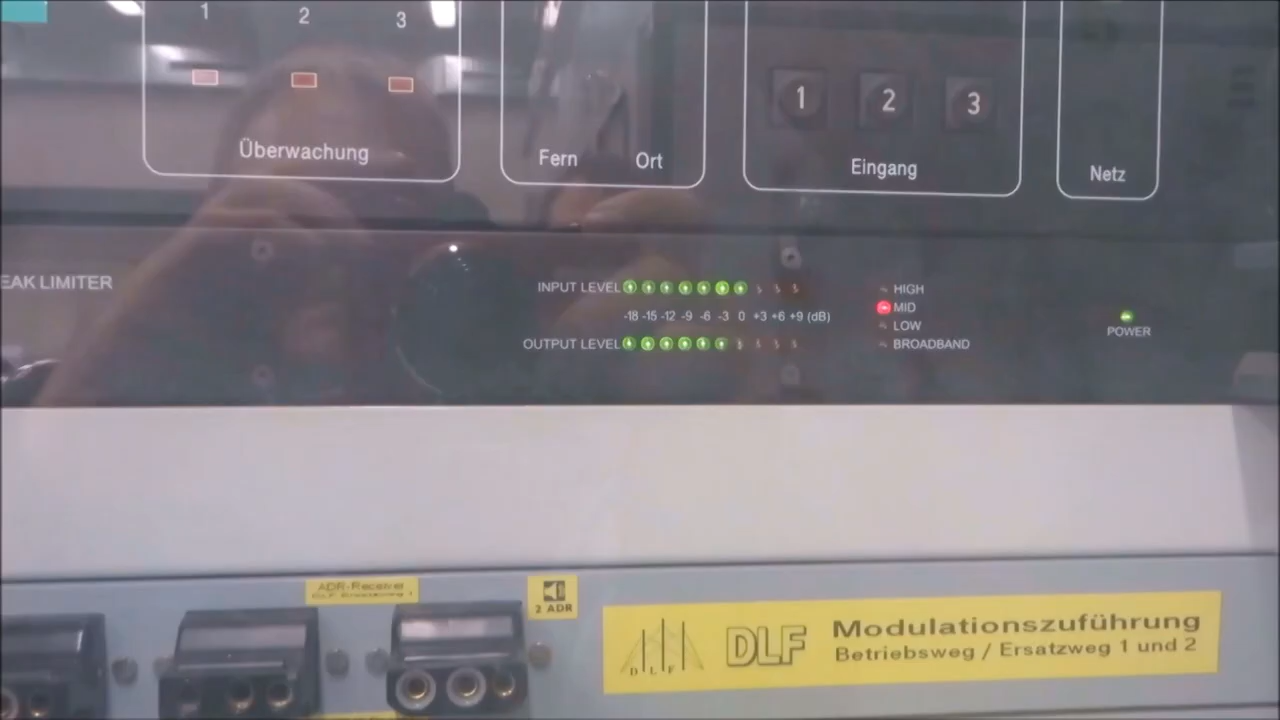 1 2 3
Überwachung
Fern Ort
1 2 3
Eingang
Netz
EAK LIMITER
INPUT LEVEL
-18 -15 -12 -9 -6 -3 0 +3 +6 +9 (dB)
OUTPUT LEVEL
HIGH
MID
LOW
BROADBAND
POWER
ADR-Receiver
2 ADR
D L F
DLF
Modulationszuführung
Betriebsweg / Ersatzweg 1 und 2